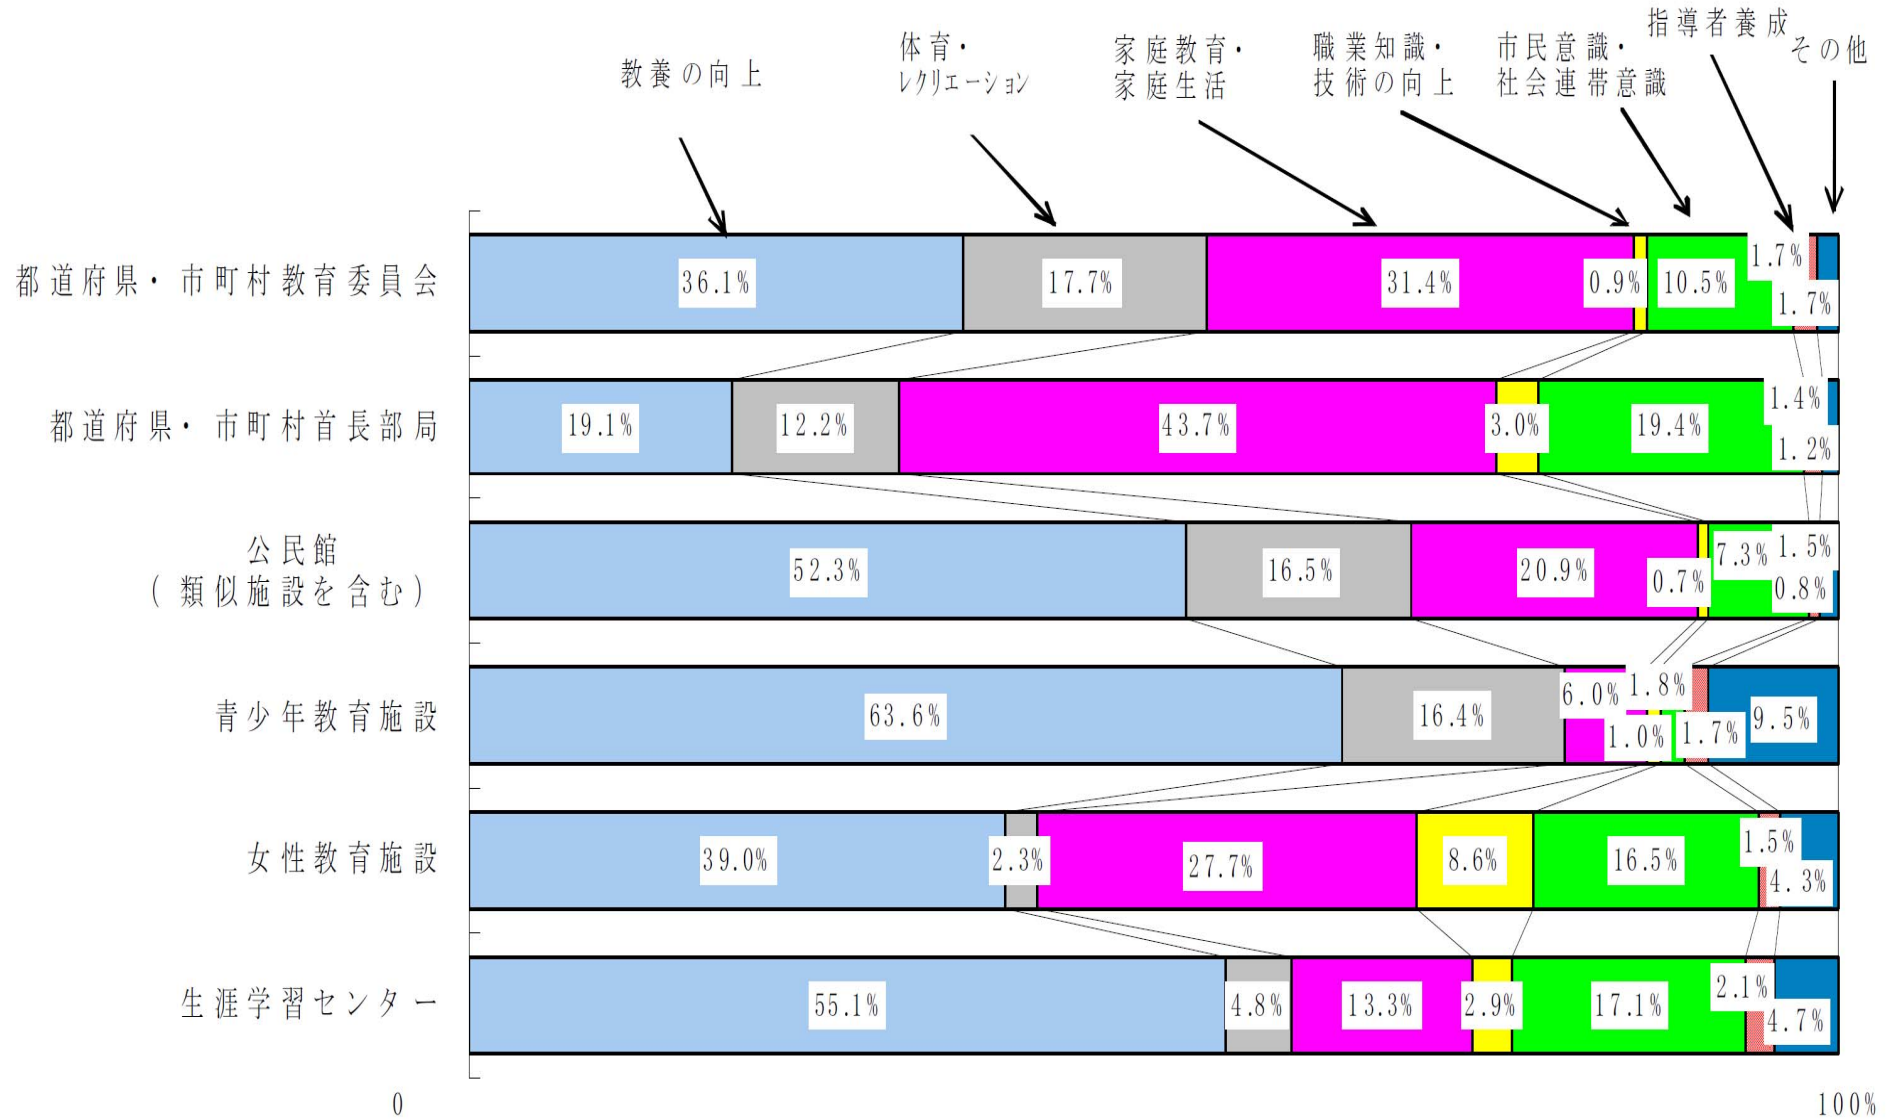 教養の向上
体育・
レクリエーション
家庭教育・
家庭生活
職業知識・
技術の向上
市民意識・
社会連帯意識
指導者養成
その他
都道府県・市町村教育委員会
36.1%
17.7%
31.4%
0.9%
10.5%
1.7%
1.7%
都道府県・市町村首長部局
19.1%
12.2%
43.7%
3.0%
19.4%
1.4%
1.2%
公民館
(類似施設を含む)
52.3%
16.5%
20.9%
0.7%
7.3%
1.5%
0.8%
青少年教育施設
63.6%
16.4%
6.0%
1.0%
1.8%
1.7%
9.5%
女性教育施設
39.0%
2.3%
27.7%
8.6%
16.5%
1.5%
4.3%
生涯学習センター
55.1%
4.8%
13.3%
2.9%
17.1%
2.1%
4.7%
0
100%